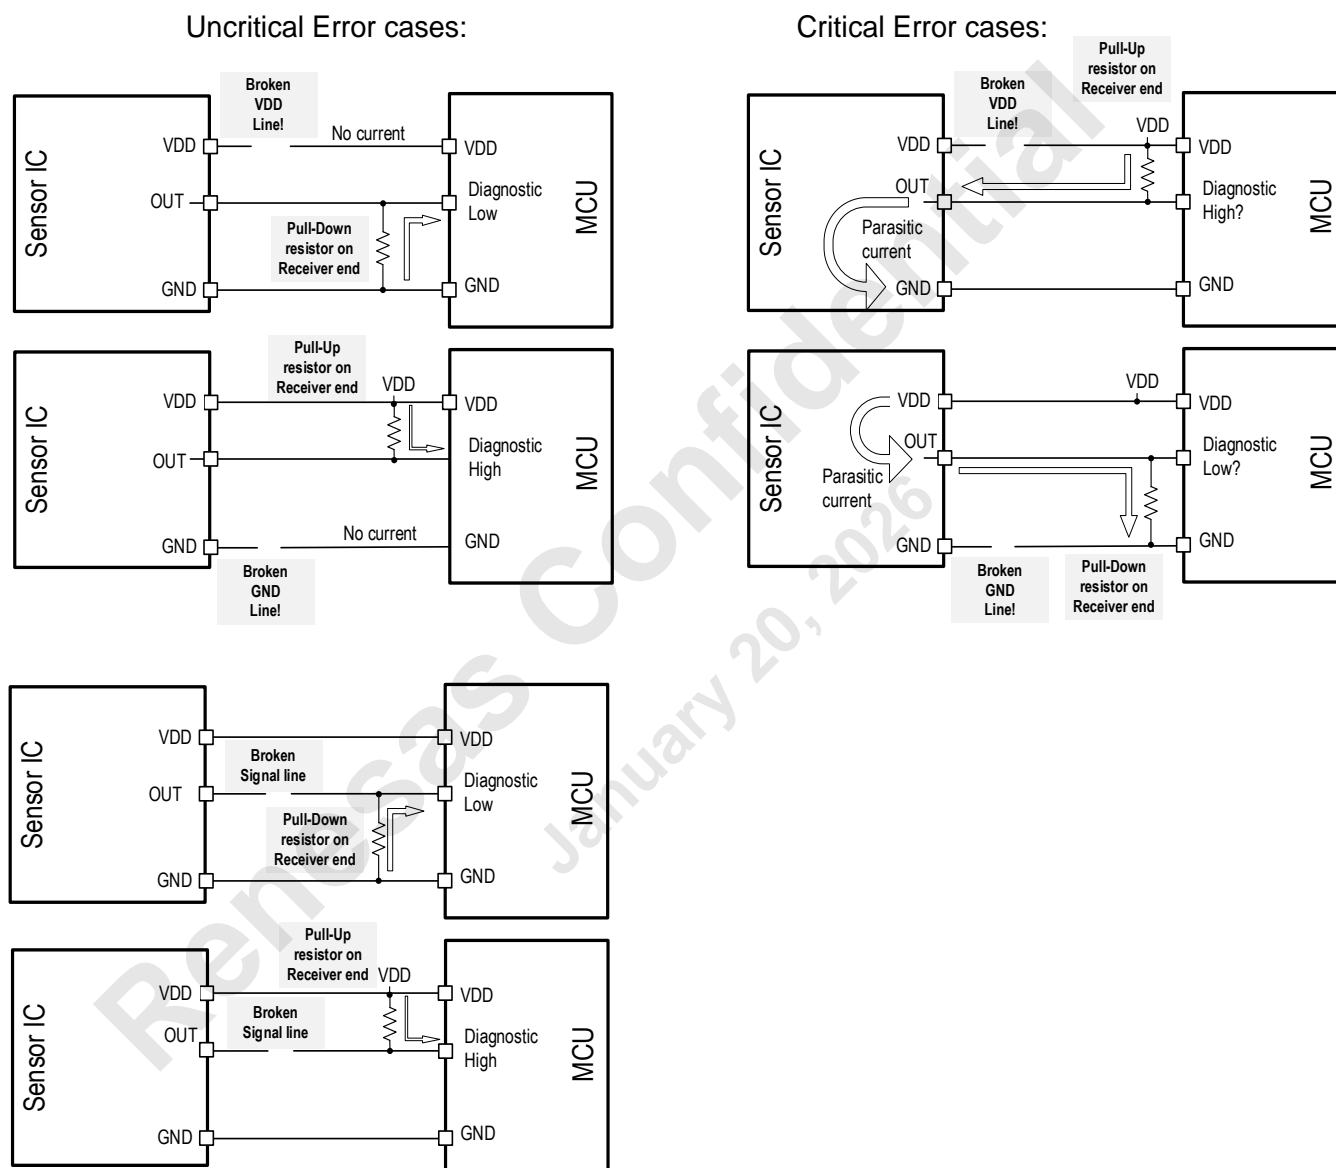 Uncritical Error cases:
Critical Error cases:
Broken
VDD
Line!
No current
Sensor IC
VDD
OUT
GND
Pull-Down
resistor on
Receiver end
VDD
Diagnostic
Low
GND
MCU
Pull-Up
resistor on
Receiver end
Broken
VDD
Line!
VDD
Sensor IC
VDD
OUT
Parasitic
current
GND
VDD
Diagnostic
High?
GND
MCU
Pull-Up
resistor on
Receiver end
VDD
Sensor IC
VDD
OUT
GND
No current
Broken
GND
Line!
VDD
Diagnostic
High
GND
MCU
VDD
Sensor IC
VDD
OUT
Parasitic
current
GND
Broken
GND
Line!
Pull-Down
resistor on
Receiver end
VDD
Diagnostic
Low?
GND
MCU
Sensor IC
VDD
OUT
GND
Broken
Signal line
Pull-Down
resistor on
Receiver end
VDD
Diagnostic
Low
GND
MCU
Pull-Up
resistor on
Receiver end
VDD
Sensor IC
VDD
OUT
GND
Broken
Signal line
VDD
Diagnostic
High
GND
MCU
Renesas Confidential
January 20, 2026